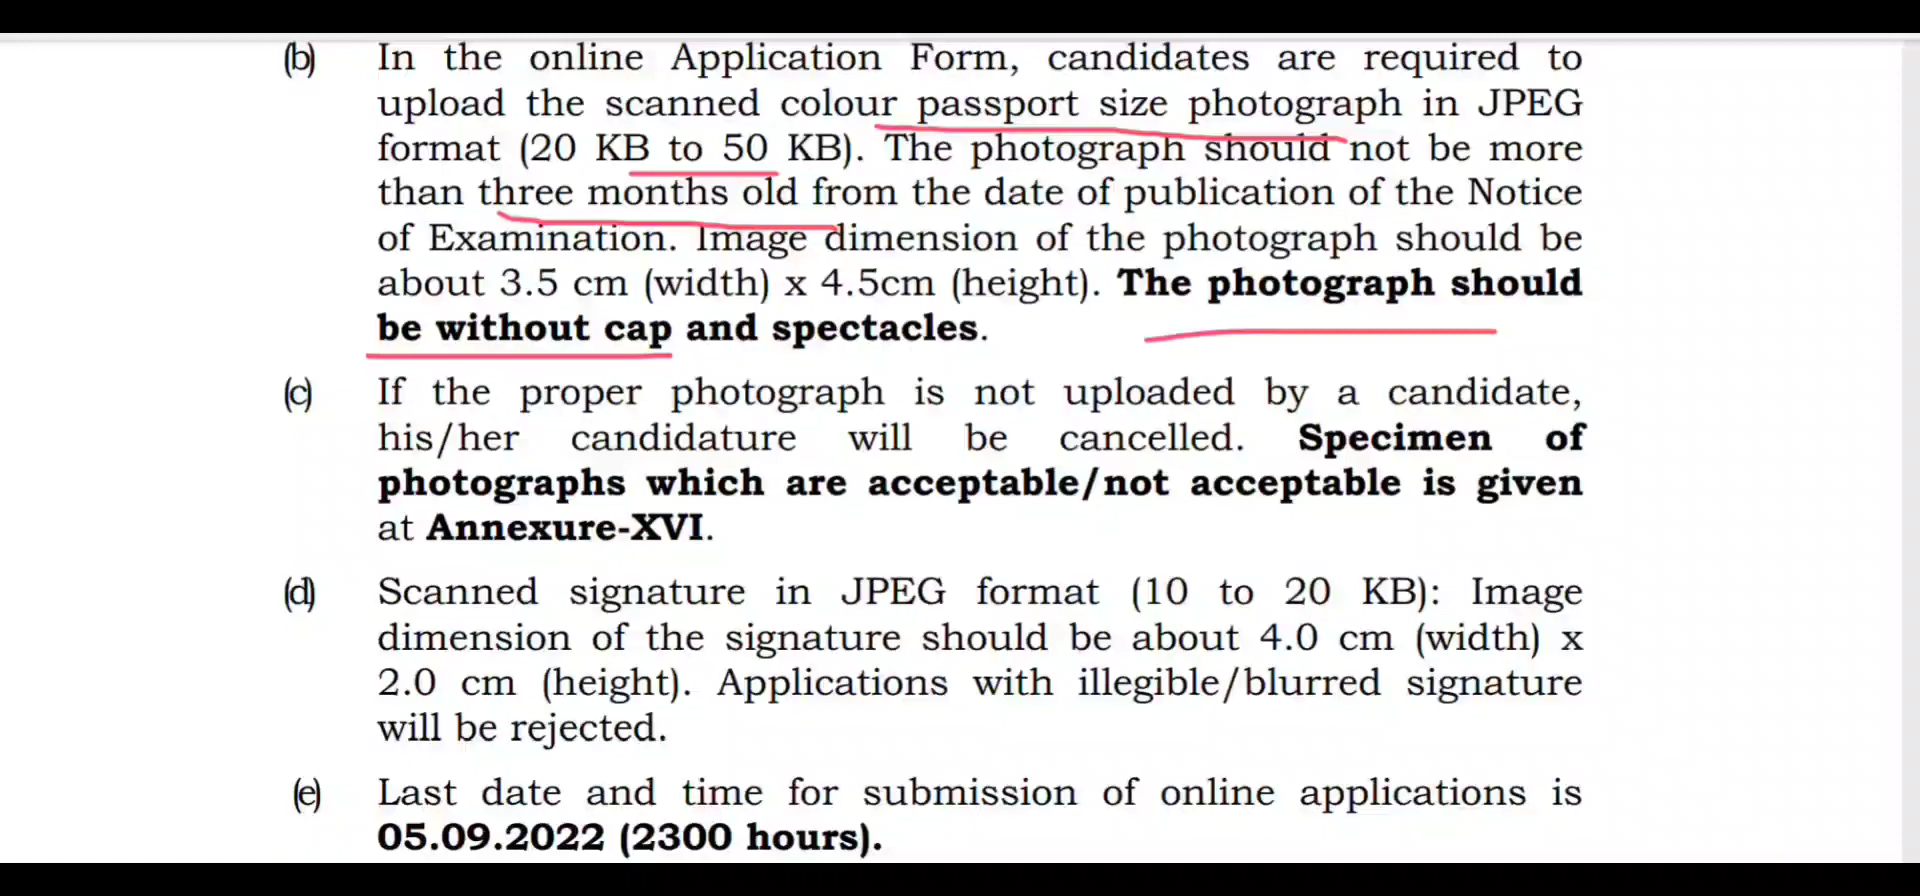 (b) In the online Application Form, candidates are required to
upload the scanned colour passport size photograph in JPEG
format (20 KB to 50 KB). The photograph should not be more
than three months old from the date of publication of the Notice
of Examination. Image dimension of the photograph should be
about 3.5 cm (width) x 4.5cm (height). The photograph should
be without cap and spectacles.
(c) If the proper photograph is not uploaded by a candidate,
his/her candidature will be cancelled. Specimen of
photographs which are acceptable/not acceptable is given
at Annexure-XVI.
(d) Scanned signature in JPEG format (10 to 20 KB): Image
dimension of the signature should be about 4.0 cm (width) x
2.0 cm (height). Applications with illegible/blurred signature
will be rejected.
(e) Last date and time for submission of online applications is
05.09.2022 (2300 hours).